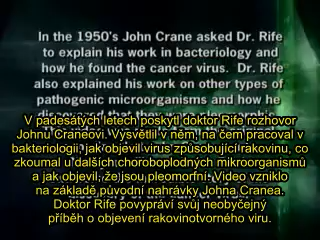 In the 1950's John Crane asked Dr. Rife
to explain his work in bacteriology and
how he found the cancer virus. Dr. Rife
also explained his work on other types of
pathogenic microorganisms and how he
V padesátých letech poskytl doktor Rife rozhovor
Johnu Craneovi. Vysvětlil v něm, na čem pracoval v
bakteriologii, jak objevil virus způsobující rakovinu, co
zkoumal u dalších choroboplodných mikroorganismů
a jak objevil, že jsou pleomorfní. Video vzniklo
na základě původní nahrávky Johna Cranea.
Doktor Rife povypráví svůj neobyčejný
příběh o objevení rakovinotvorného viru.